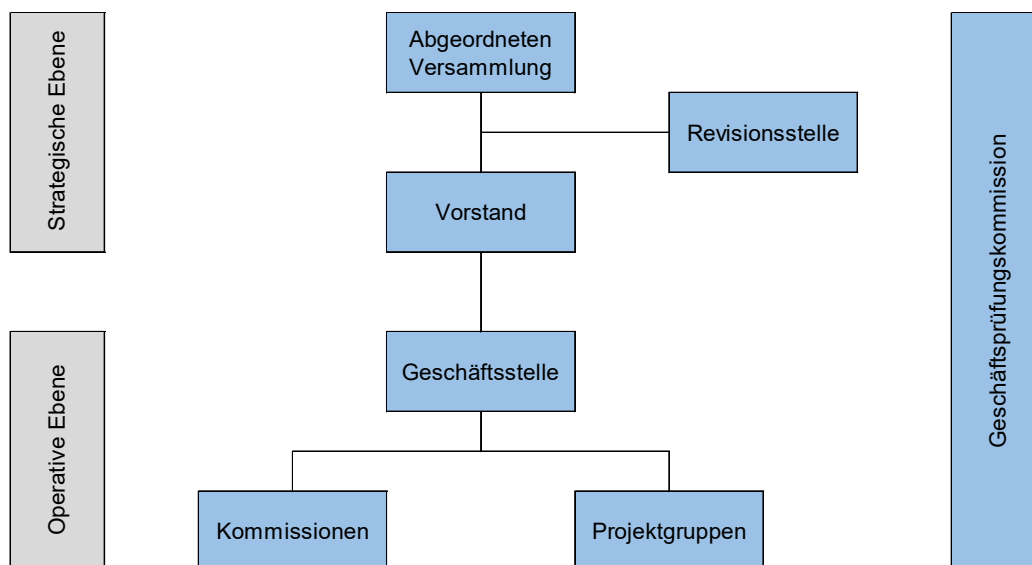 Strategische Ebene
Abgeordneten
Versammlung
Revisionsstelle
Vorstand
Geschäftsprüfungskommission
Operative Ebene
Geschäftsstelle
Kommissionen
Projektgruppen